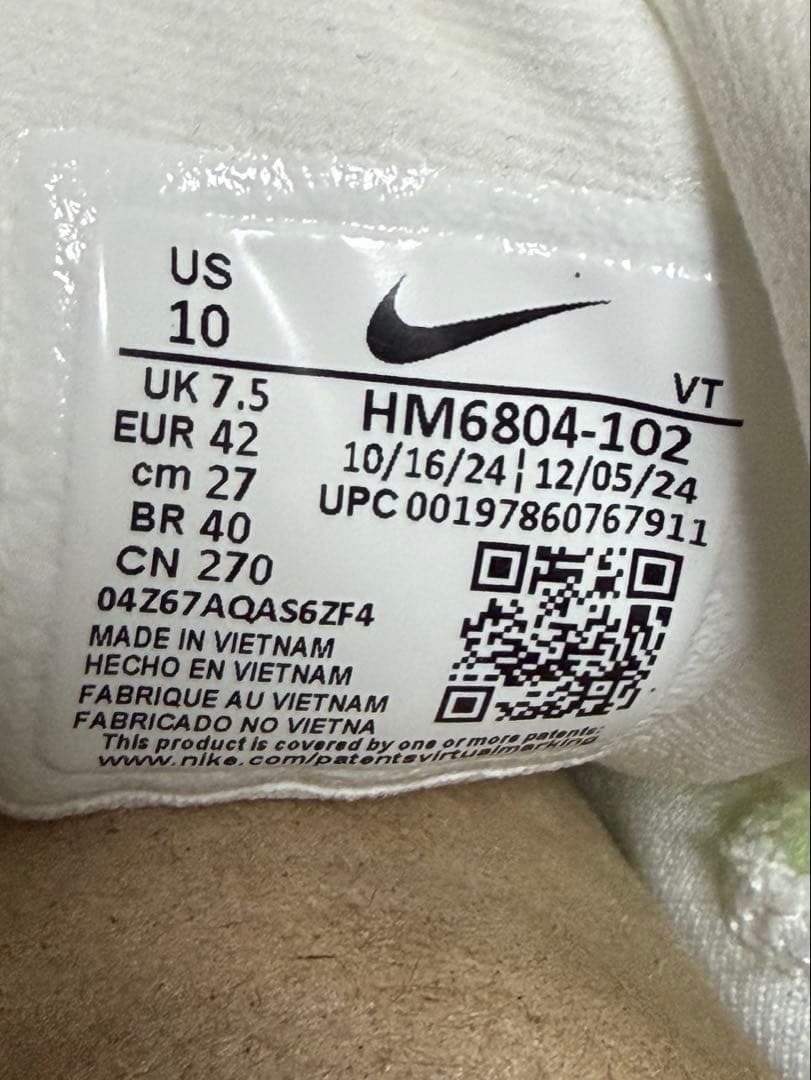 US
10
VT
UK 7.5
EUR 42
cm 27
BR 40
CN 270
HM6804-102
10/16/24 ¦ 12/05/24
UPC 00197860767911
04Z67AQAS6ZF4
MADE IN VIETNAM
HECHO EN VIETNAM
FABRIQUE AU VIETNAM
FABRICADO NO VIETNA
This product is covered by one or more patents:
www.nike.com/patentsvirtualmarking